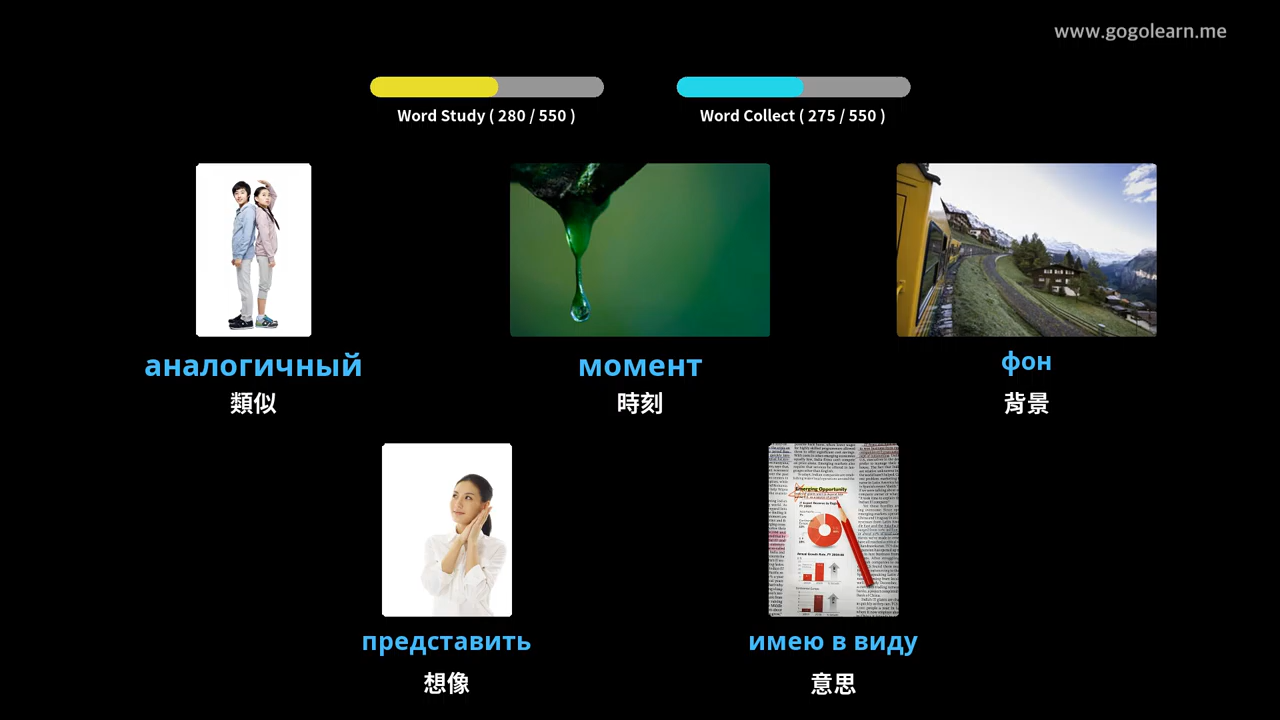 www.gogolearn.me
Word Study ( 280 / 550 )
Word Collect ( 275 / 550 )
аналогичный
類似
момент
時刻
фон
背景
представить
想像
Emerging Opportunity
имею в виду
意思